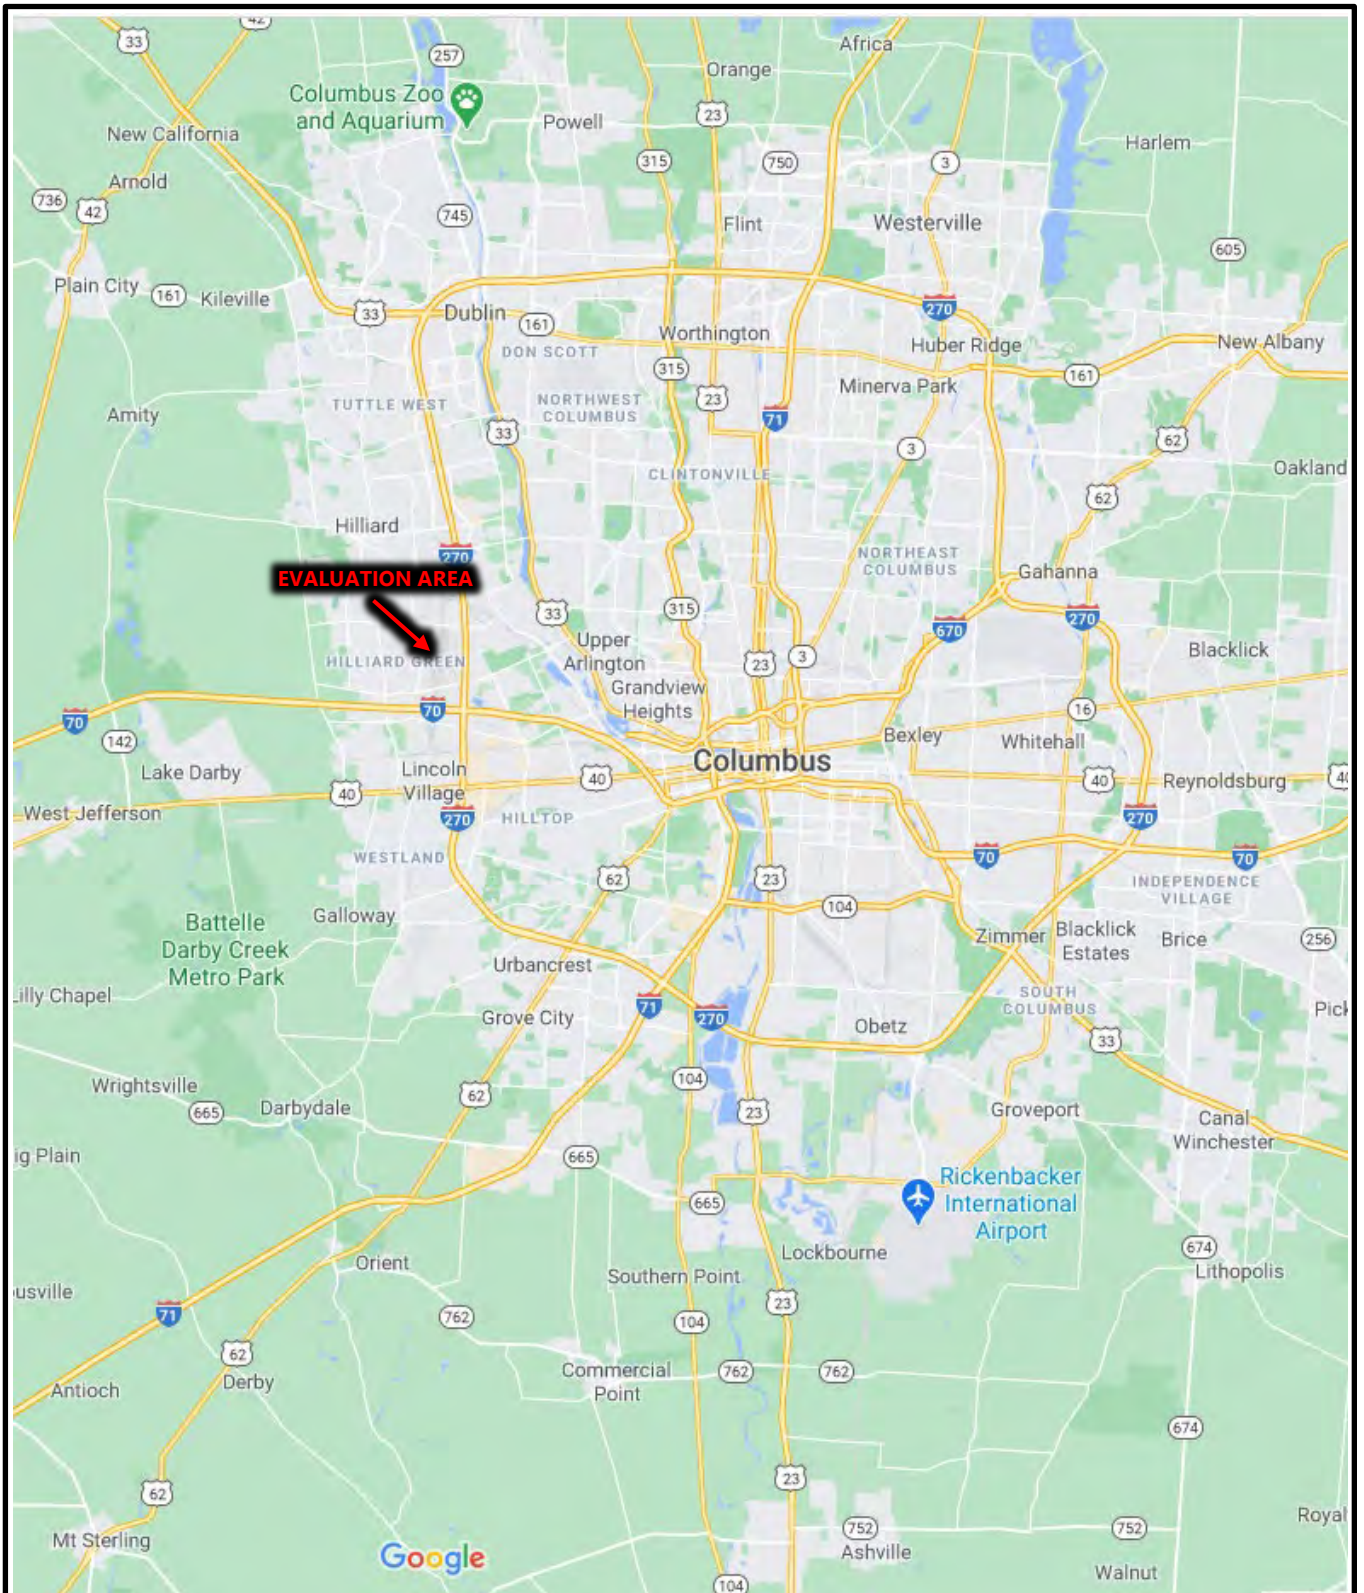 42
33
257
Africa
Orange
Columbus Zoo
and Aquarium
23
Powell
New California
Harlem
315
750
3
Arnold
736
42
745
Flint
Westerville
605
Plain City
161
Kileville
33
Dublin
161
270
Worthington
DON SCOTT
Huber Ridge
New Albany
315
161
Minerva Park
TUTTLE WEST
NORTHWEST
COLUMBUS
23
71
Amity
33
3
62
CLINTONVILLE
Oakland
62
Hilliard
270
NORTHEAST
COLUMBUS
Gahanna
EVALUATION AREA
33
315
270
670
Upper
Arlington
23
3
Blacklick
HILLIARD GREEN
Grandview
Heights
70
70
16
142
Bexley
Whitehall
Columbus
Lake Darby
Lincoln
Village
40
40
40
Reynoldsburg
40
West Jefferson
270
HILLTOP
270
WESTLAND
70
70
62
23
INDEPENDENCE
VILLAGE
104
Battelle
Darby Creek
Metro Park
Galloway
Zimmer
Blacklick
Estates
Brice
256
Urbancrest
Lilly Chapel
SOUTH
COLUMBUS
71
270
Grove City
Obetz
33
104
Wrightsville
62
665
Darbydale
23
Groveport
Canal
Winchester
665
Rickenbacker
International
Airport
665
Lockbourne
674
Orient
Southern Point
Lithopolis
71
762
23
104
62
Commercial
Point
762
762
Antioch
Derby
674
23
62
Royal
Mt Sterling
752
752
Google
Ashville
Walnut
104